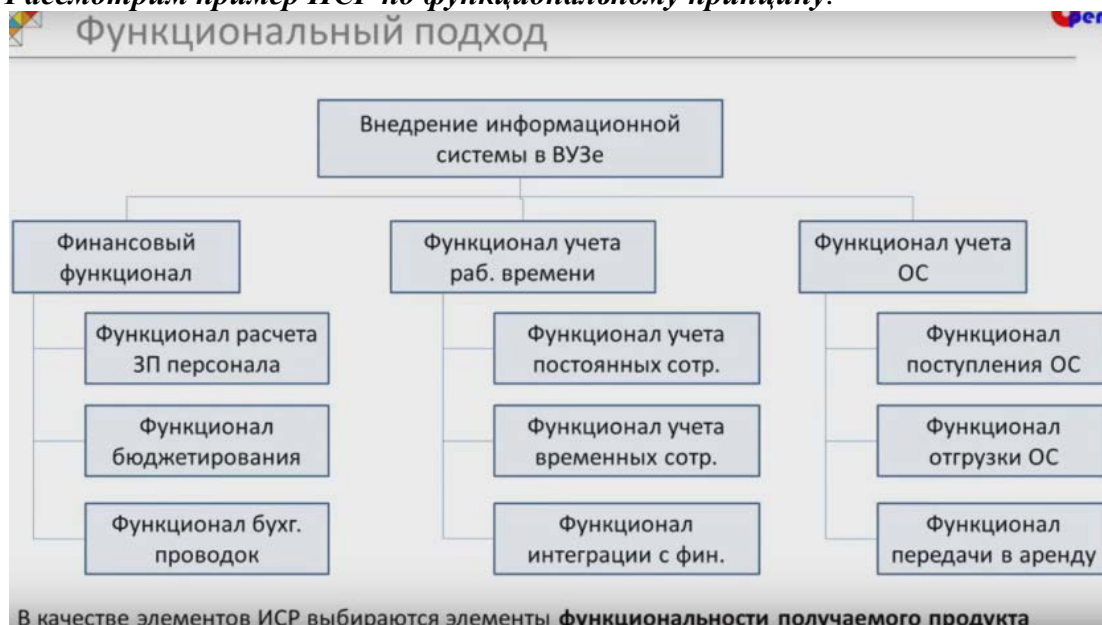 Рассмотрим пример ИСР по функциональному принципу.
Функциональный подход
Внедрение информационной
системы в ВУЗе
Финансовый
функционал
Функционал расчета
ЗП персонала
Функционал
бюджетирования
Функционал бухг.
проводок
Функционал учета
раб. времени
Функционал учета
постоянных сотр.
Функционал учета
временных сотр.
Функционал
интеграции с фин.
Функционал учета
ОС
Функционал
поступления ОС
Функционал
отгрузки ОС
Функционал
передачи в аренду
В качестве элементов ИСР выбираются элементы функциональности получаемого продукта